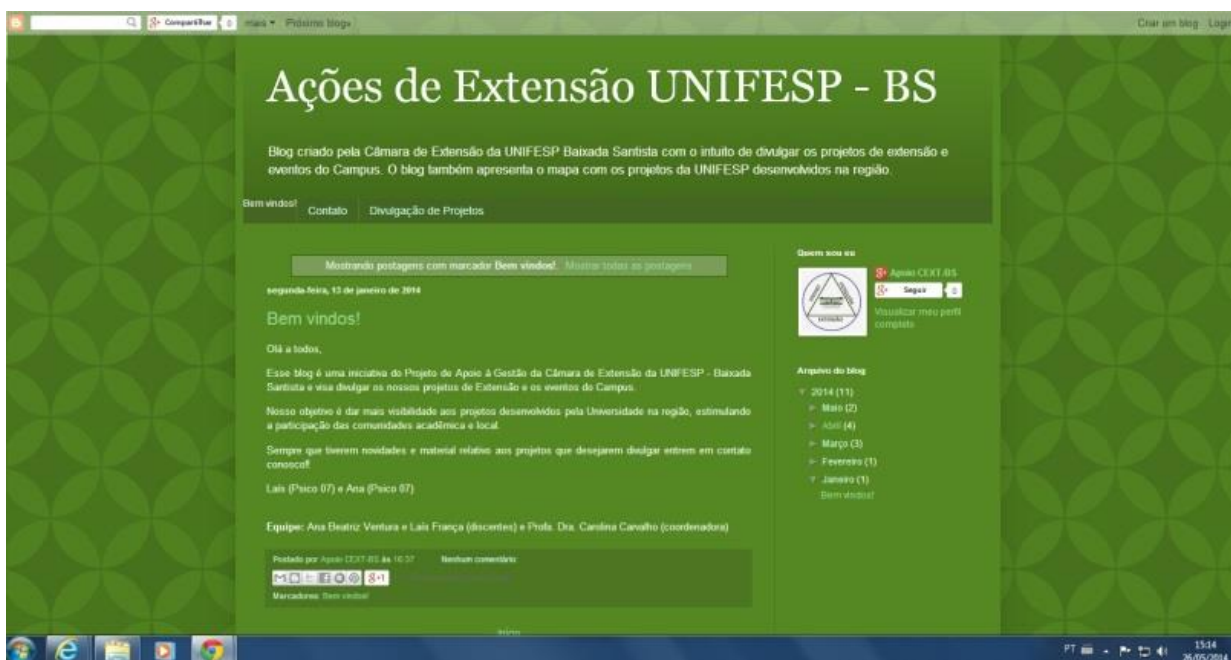 Compartilhar 0 mais Próximo blog»
Criar um blog Login
Ações de Extensão UNIFESP - BS
Blog criado pela Câmara de Extensão da UNIFESP Baixada Santista com o intuito de divulgar os projetos de extensão e
eventos do Campus. O blog também apresenta o mapa com os projetos da UNIFESP desenvolvidos na região.
Bem vindos! Contato Divulgação de Projetos
Mostrando postagens com marcador Bem vindos!. Mostrar todas as postagens
segunda-feira, 13 de janeiro de 2014
Bem vindos!
Olá a todos,
Esse blog é uma iniciativa do Projeto de Apoio à Gestão da Câmara de Extensão da UNIFESP - Baixada
Santista e visa divulgar os nossos projetos de Extensão e os eventos do Campus.
Nosso objetivo é dar mais visibilidade aos projetos desenvolvidos pela Universidade na região, estimulando
a participação das comunidades acadêmica e local.
Sempre que tiverem novidades e material relativo aos projetos que desejarem divulgar entrem em contato
conosco!!
Laís (Psico 07) e Ana (Psico 07)
Equipe: Ana Beatriz Ventura e Laís França (discentes) e Profa. Dra. Carolina Carvalho (coordenadora)
Postado por Apoio CEXT-BS às 16:37 Nenhum comentário:
g+1
Marcadores: Bem vindos!
Início
Quem sou eu
Apoio CEXT-BS
Seguir 0
Visualizar meu perfil
completo
Arquivo do blog
▼ 2014 (11)
► Maio (2)
► Abril (4)
► Março (3)
► Fevereiro (1)
▼ Janeiro (1)
Bem vindos!
PT 15:14
26/05/2014